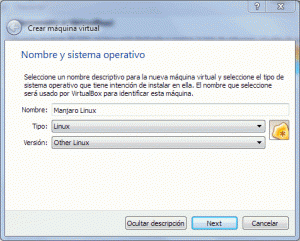 Crear máquina virtual
Nombre y sistema operativo
Seleccione un nombre descriptivo para la nueva máquina virtual y seleccione el tipo de
sistema operativo que tiene intención de instalar en ella. El nombre que seleccione
será usado por VirtualBox para identificar esta máquina.
Nombre: Manjaro Linux
Tipo: Linux
Versión: Other Linux
Ocultar descripción Next Cancelar